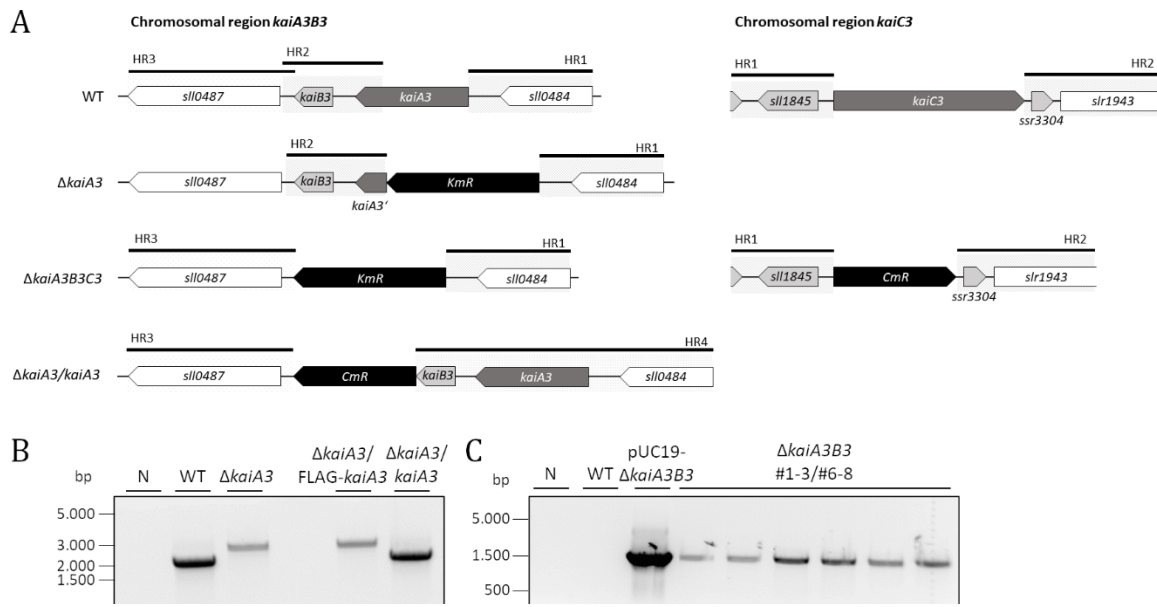 A
Chromosomal region kaiA3B3
Chromosomal region kaiC3
HR3 HR2 HR1
WT sll0487 kaiB3 kaiA3 sll0484
HR1 HR2
sll1845 kaiC3 ssr3304 slr1943
HR2 HR1
ΔkaiA3 sll0487 kaiB3 kaiA3‘ KmR sll0484
HR3 HR1
ΔkaiA3B3C3 sll0487 KmR sll0484
HR1 HR2
sll1845 CmR ssr3304 slr1943
HR3 HR4
ΔkaiA3/kaiA3 sll0487 CmR kaiB3 kaiA3 sll0484
B
bp N WT ΔkaiA3 ΔkaiA3/
FLAG-kaiA3 ΔkaiA3/
kaiA3
5.000
3.000
2.000
1.500
C
bp N WT pUC19-
ΔkaiA3B3 ΔkaiA3B3
#1-3/#6-8
5.000
1.500
500